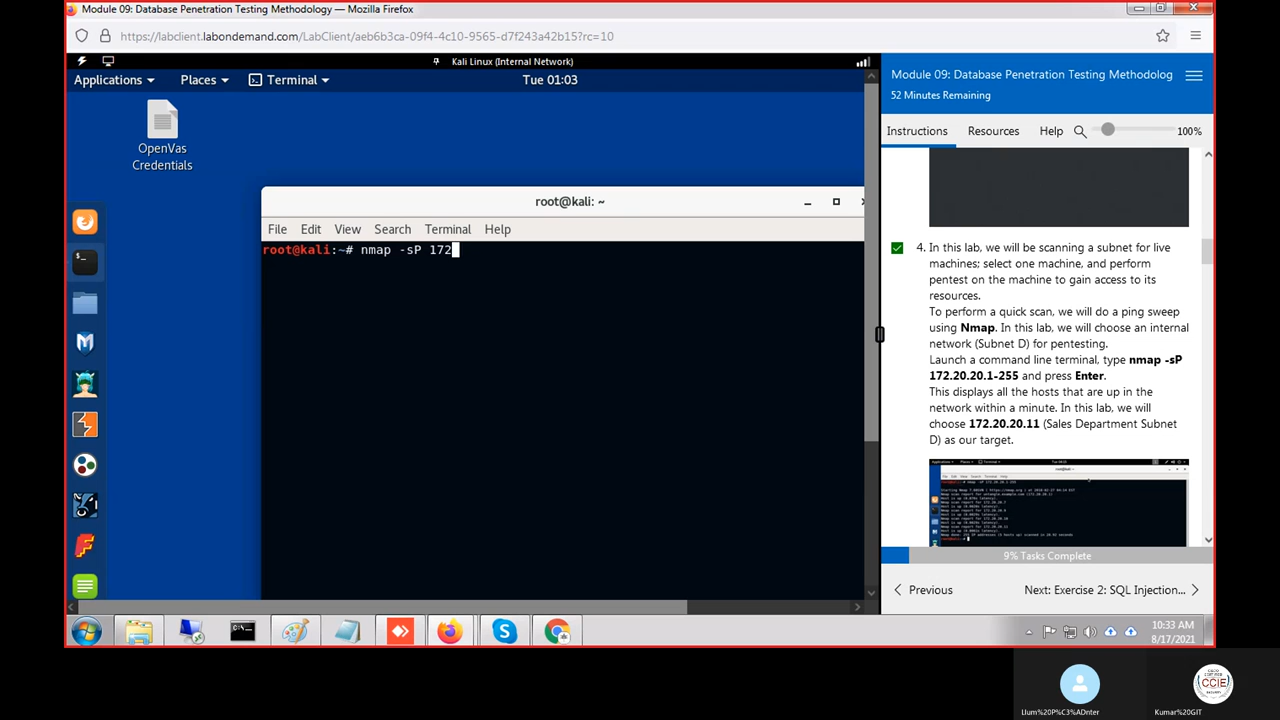 Module 09: Database Penetration Testing Methodology — Mozilla Firefox
https://labclient.labondemand.com/LabClient/aeb6b3ca-09f4-4c10-9565-d7f243a42b15?rc=10
Kali Linux (Internal Network)
Applications Places Terminal Tue 01:03
OpenVas
Credentials
root@kali: ~
File Edit View Search Terminal Help
root@kali:~# nmap -sP 172
Module 09: Database Penetration Testing Methodolog
52 Minutes Remaining
Instructions Resources Help 100%
4. In this lab, we will be scanning a subnet for live
machines; select one machine, and perform
pentest on the machine to gain access to its
resources.
To perform a quick scan, we will do a ping sweep
using Nmap. In this lab, we will choose an internal
network (Subnet D) for pentesting.
Launch a command line terminal, type nmap -sP
172.20.20.1-255 and press Enter.
This displays all the hosts that are up in the
network within a minute. In this lab, we will
choose 172.20.20.11 (Sales Department Subnet
D) as our target.
9% Tasks Complete
Previous Next: Exercise 2: SQL Injection...
10:33 AM
8/17/2021
CCIE
Llum%20P%C3%ADnter
Kumar%20GIT